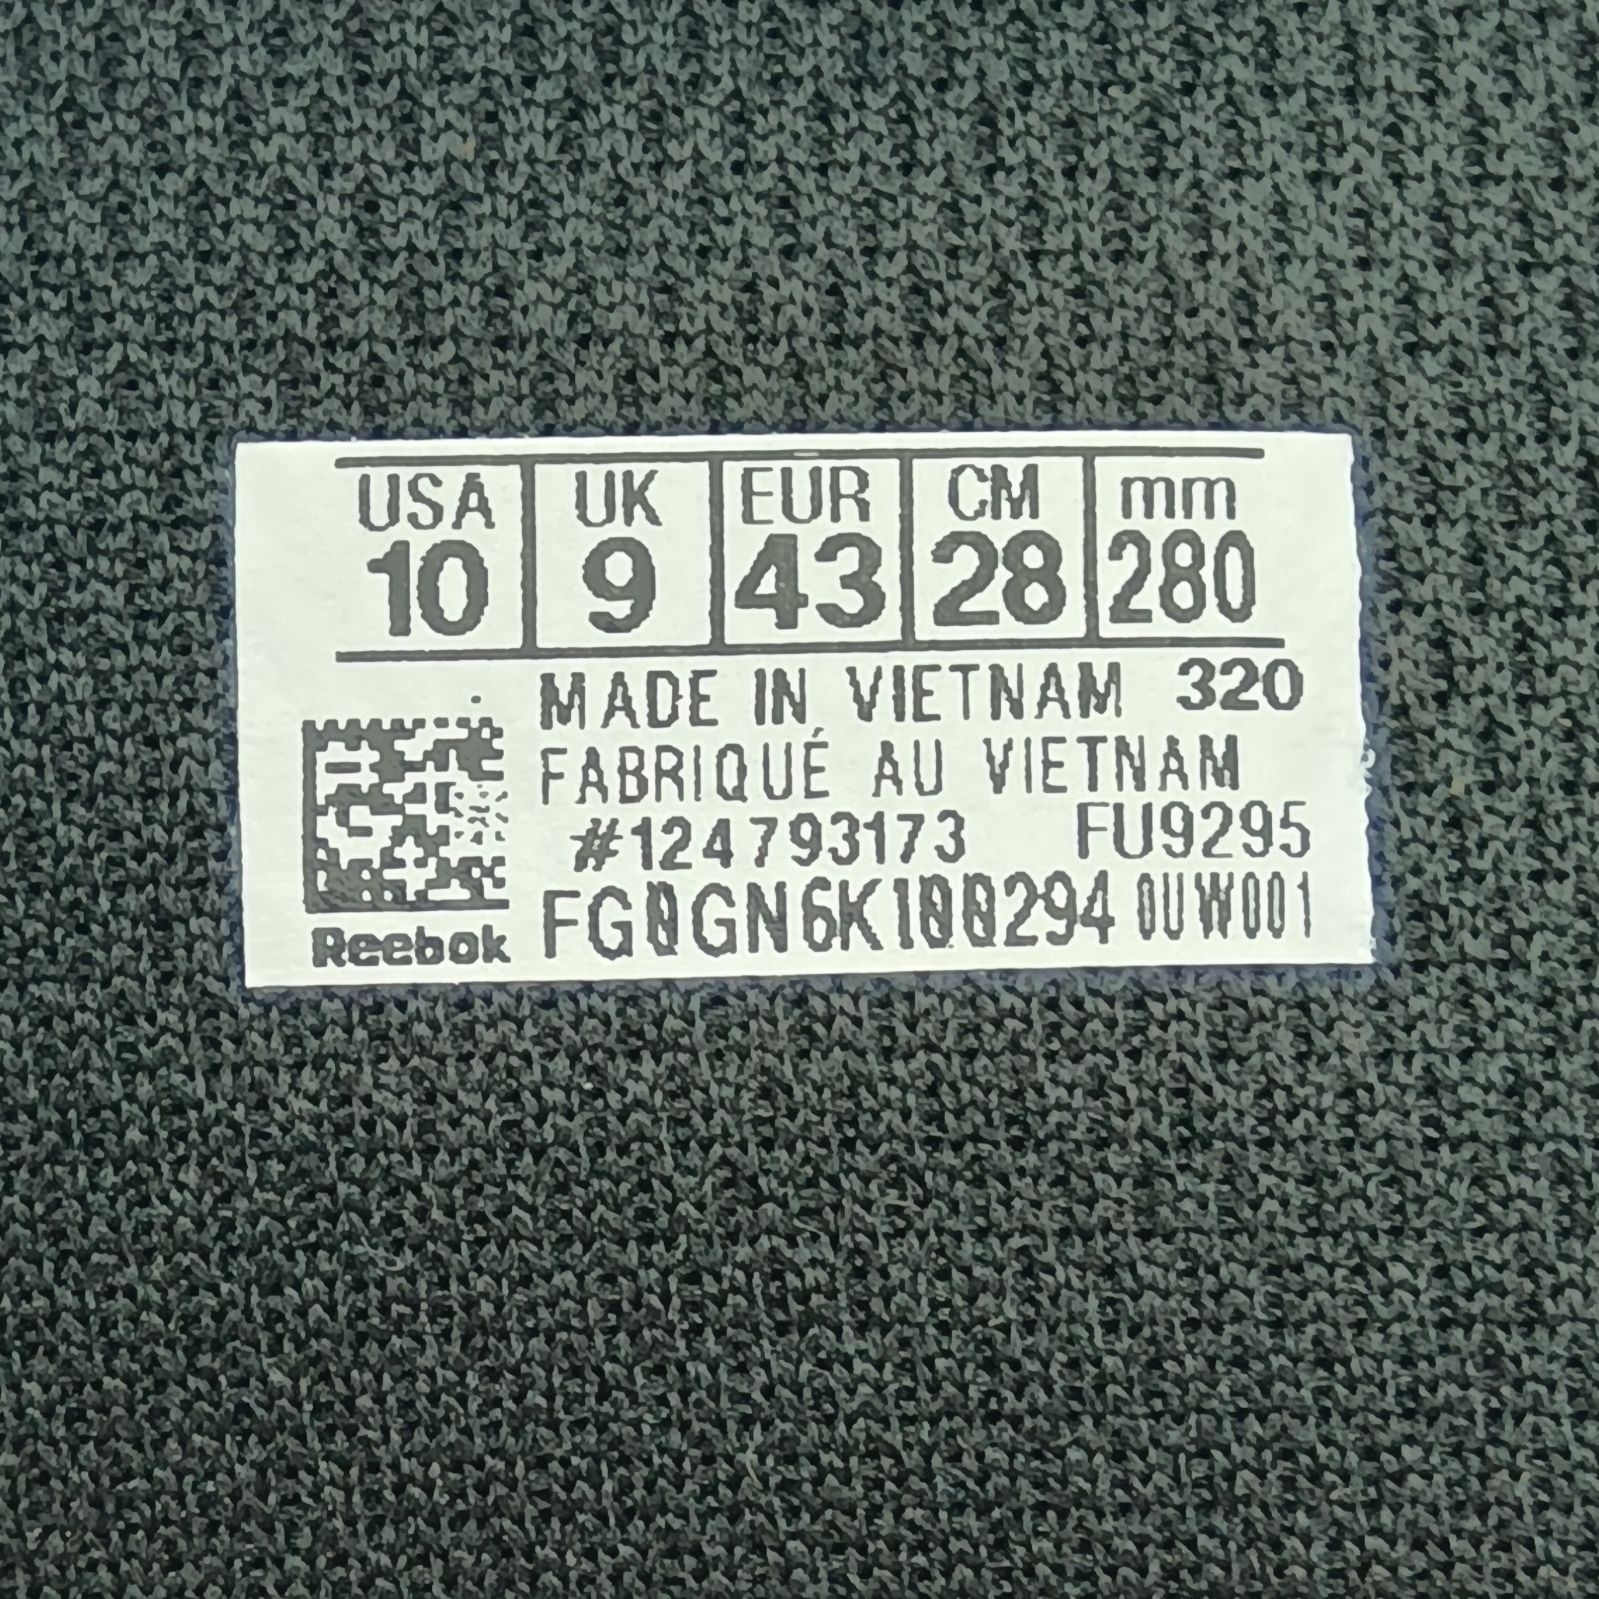 USA UK EUR CM mm
10 9 43 28 280
MADE IN VIETNAM 320
FABRIQUÉ AU VIETNAM
#124793173 FU9295
FG0GN6K100294 0UW001
Reebok